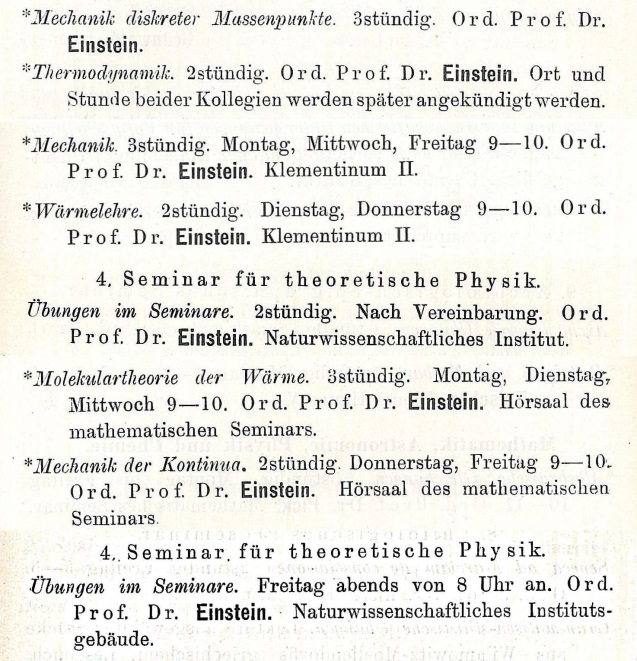 *Mechanik diskreter Massenpunkte. 3stündig. Ord. Prof. Dr.
Einstein.
*Thermodynamik. 2stündig. Ord. Prof. Dr. Einstein. Ort und
Stunde beider Kollegien werden später angekündigt werden.
*Mechanik. 3stündig. Montag, Mittwoch, Freitag 9—10. Ord.
Prof. Dr. Einstein. Klementinum II.
*Wärmelehre. 2stündig. Dienstag, Donnerstag 9—10. Ord.
Prof. Dr. Einstein. Klementinum II.
4. Seminar für theoretische Physik.
Übungen im Seminare. 2stündig. Nach Vereinbarung. Ord.
Prof. Dr. Einstein. Naturwissenschaftliches Institut.
*Molekulartheorie der Wärme. 3stündig. Montag, Dienstag,
Mittwoch 9—10. Ord. Prof. Dr. Einstein. Hörsaal des
mathematischen Seminars.
*Mechanik der Kontinua. 2stündig. Donnerstag, Freitag 9—10.
Ord. Prof. Dr. Einstein. Hörsaal des mathematischen
Seminars.
4. Seminar für theoretische Physik.
Übungen im Seminare. Freitag abends von 8 Uhr an. Ord.
Prof. Dr. Einstein. Naturwissenschaftliches Instituts-
gebäude.